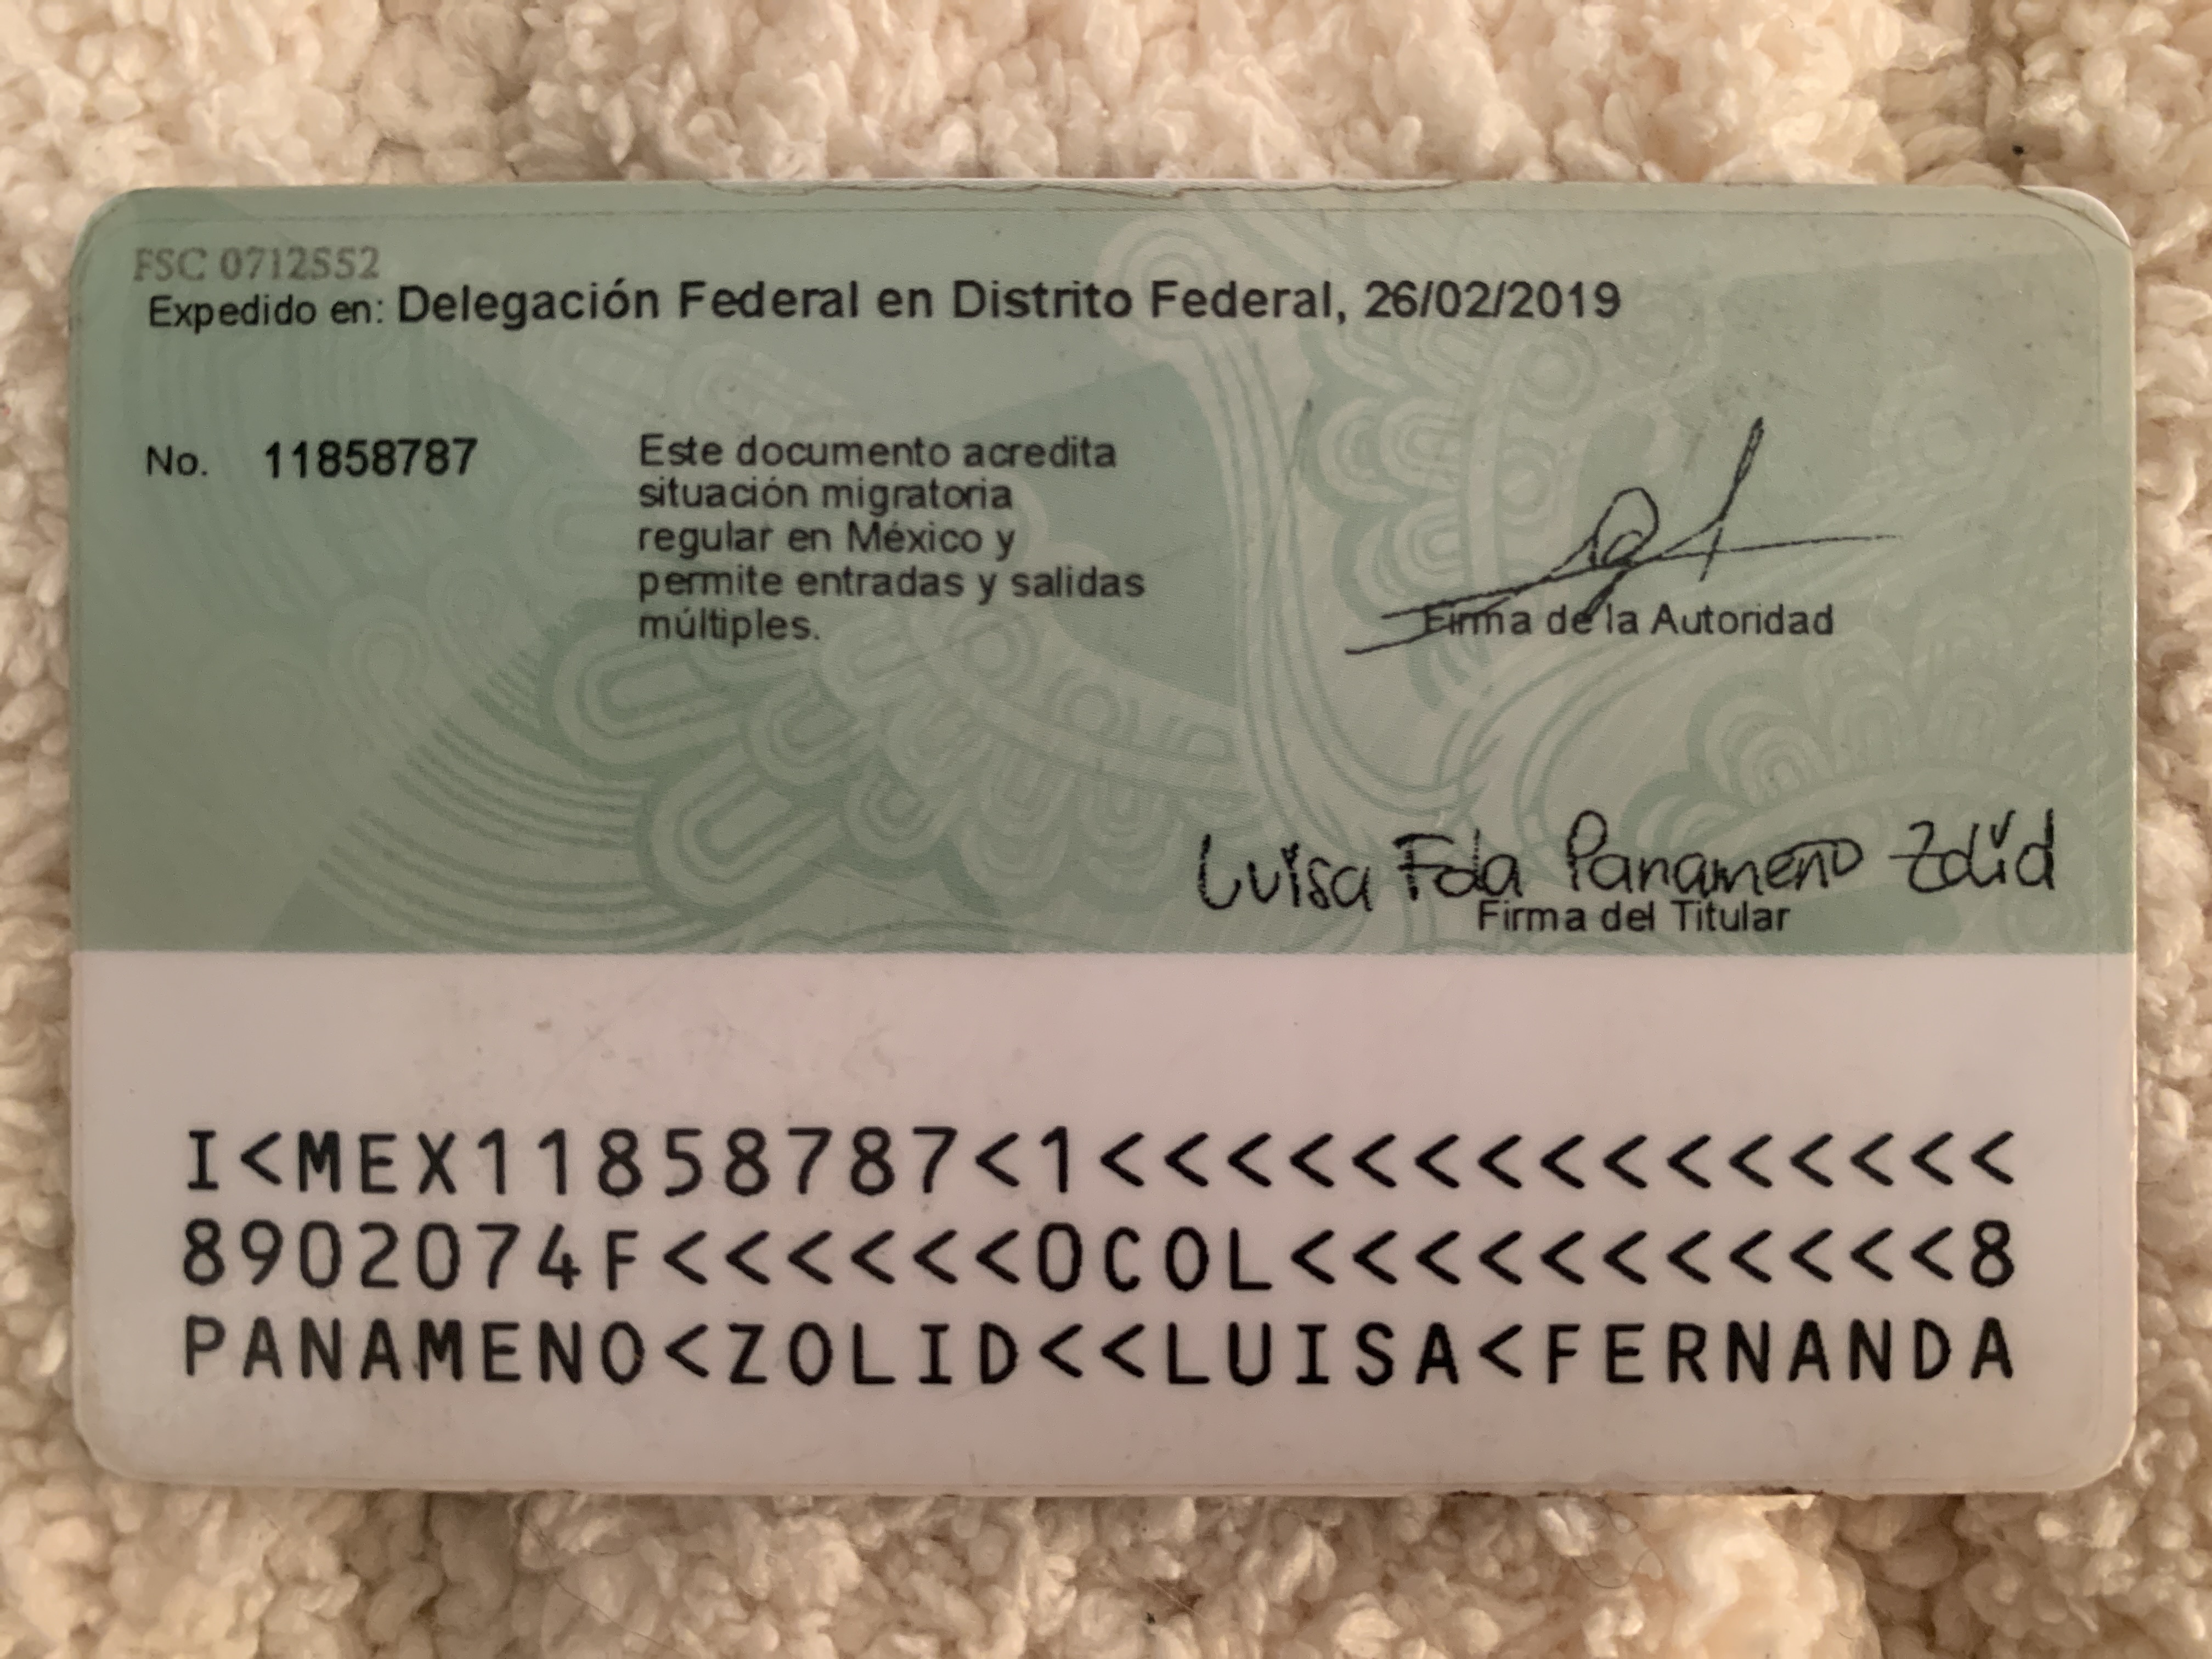 FSC 0712552
Expedido en: Delegación Federal en Distrito Federal, 26/02/2019
No. 11858787
Este documento acredita
situación migratoria
regular en México y
permite entradas y salidas
múltiples.
Firma de la Autoridad
Luisa Fda Panameño Zolid
Firma del Titular
I<MEX11858787<1<<<<<<<<<<<<<<<
8902074F<<<<<<0COL<<<<<<<<<<<8
PANAMENO<ZOLID<<LUISA<FERNANDA